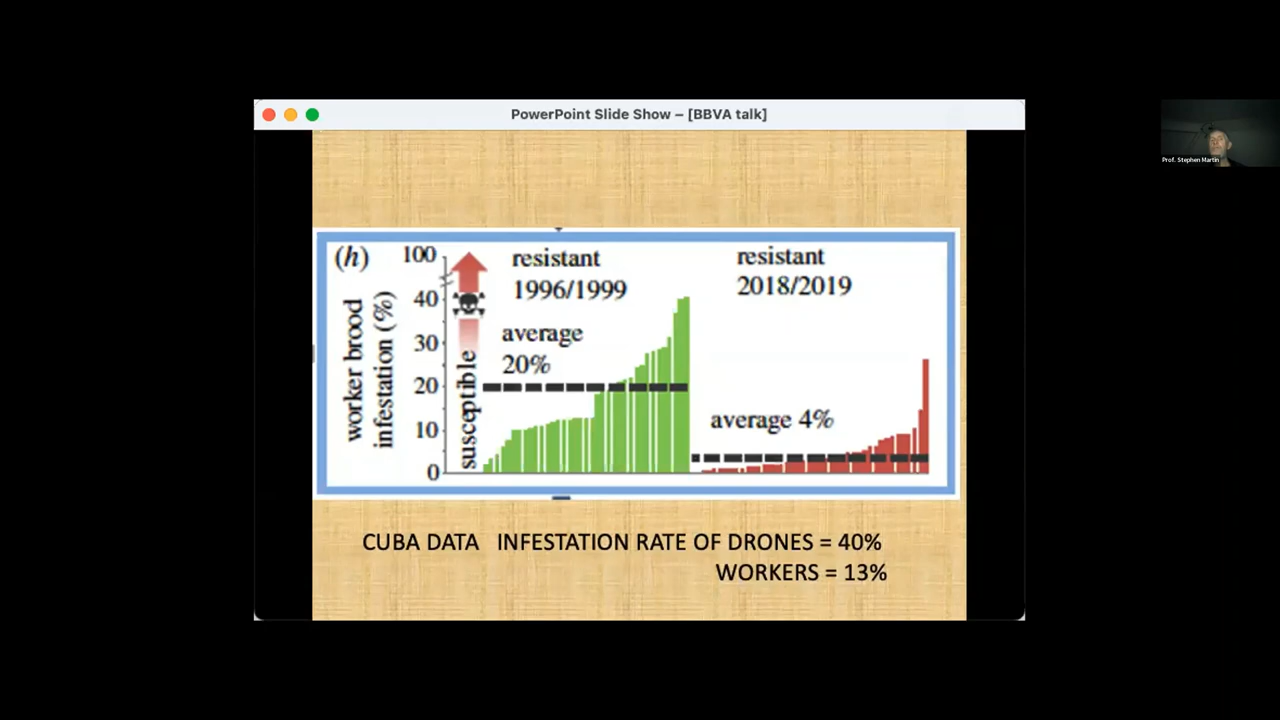 PowerPoint Slide Show – [BBVA talk]
Prof. Stephen Martin
(h)
worker brood
infestation (%)
100
40
30
20
10
0
susceptible
resistant
1996/1999
average
20%
resistant
2018/2019
average 4%
CUBA DATA INFESTATION RATE OF DRONES = 40%
WORKERS = 13%